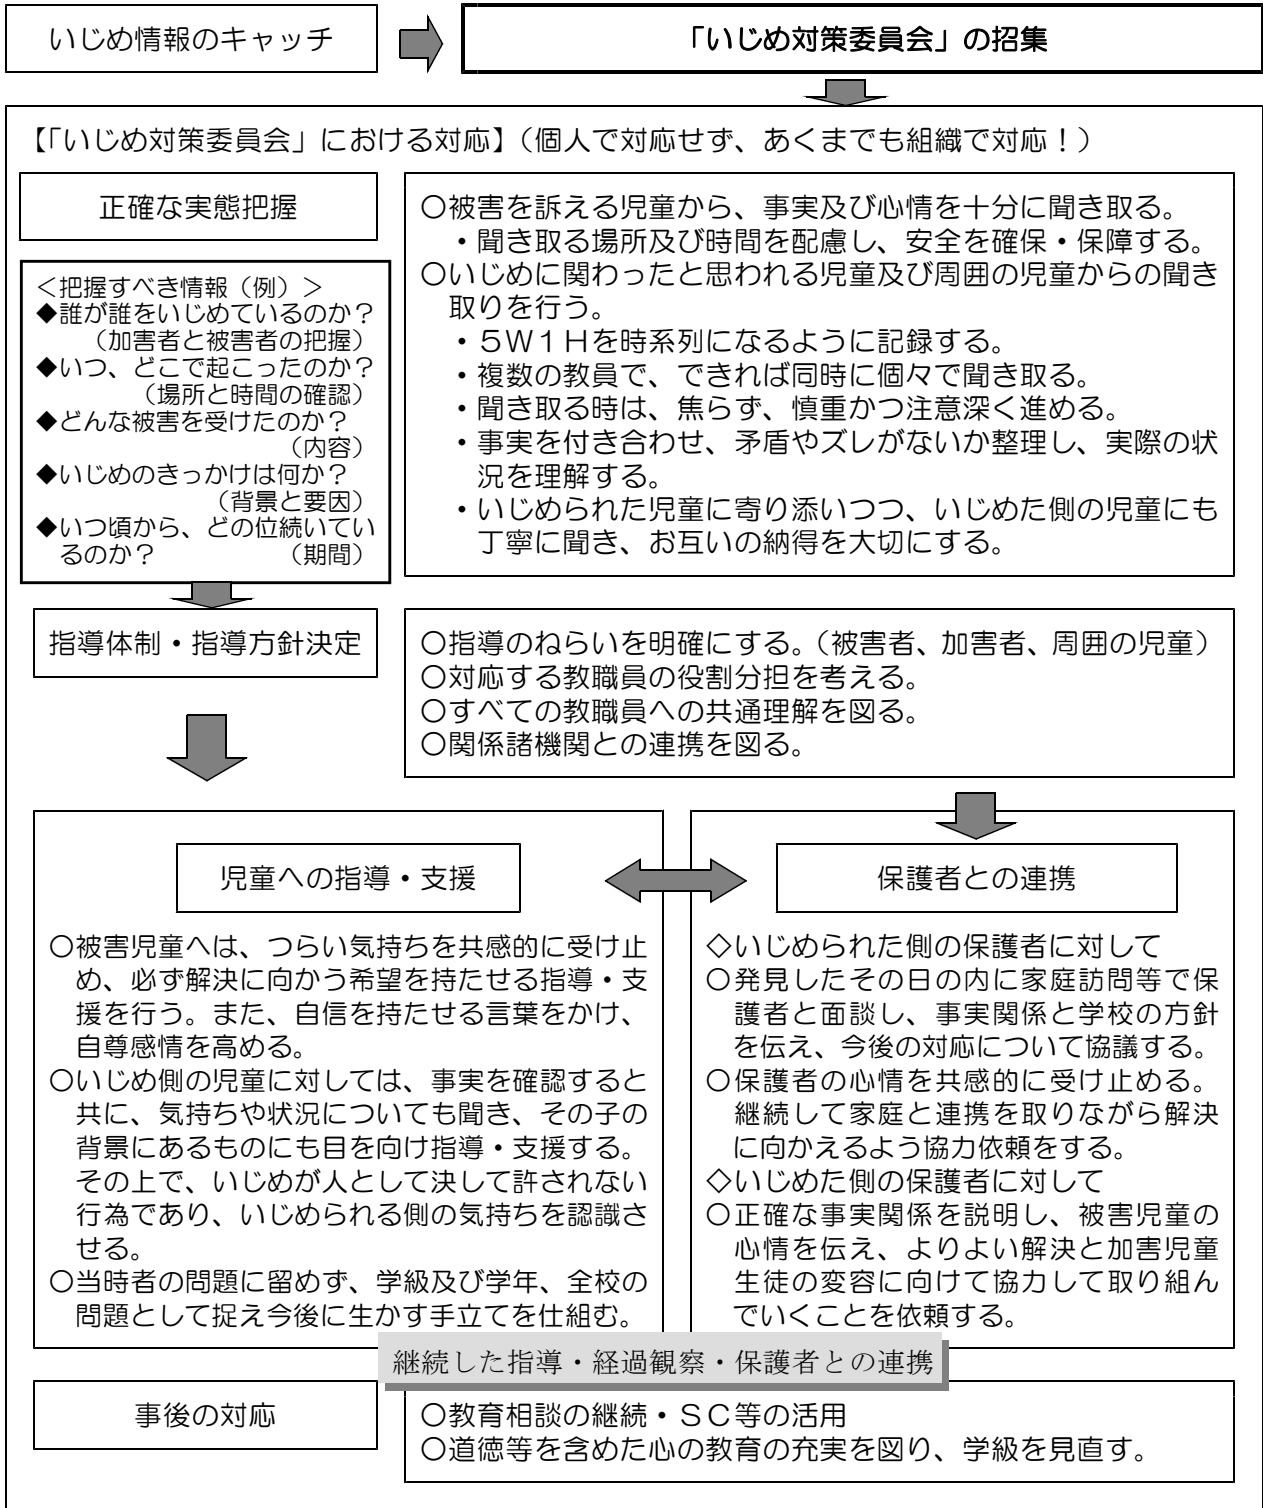 いじめ情報のキャッチ
「いじめ対策委員会」の招集
【「いじめ対策委員会」における対応】（個人で対応せず、あくまでも組織で対応！）
正確な実態把握
＜把握すべき情報（例）＞
◆誰が誰をいじめているのか？
（加害者と被害者の把握）
◆いつ、どこで起こったのか？
（場所と時間の確認）
◆どんな被害を受けたのか？
（内容）
◆いじめのきっかけは何か？
（背景と要因）
◆いつ頃から、どの位続いてい
るのか？　（期間）
○被害を訴える児童から、事実及び心情を十分に聞き取る。
・聞き取る場所及び時間を配慮し、安全を確保・保障する。
○いじめに関わったと思われる児童及び周囲の児童からの聞き
取りを行う。
・５Ｗ１Ｈを時系列になるように記録する。
・複数の教員で、できれば同時に個々で聞き取る。
・聞き取る時は、焦らず、慎重かつ注意深く進める。
・事実を付き合わせ、矛盾やズレがないか整理し、実際の状
況を理解する。
・いじめられた児童に寄り添いつつ、いじめた側の児童にも
丁寧に聞き、お互いの納得を大切にする。
指導体制・指導方針決定
○指導のねらいを明確にする。（被害者、加害者、周囲の児童）
○対応する教職員の役割分担を考える。
○すべての教職員への共通理解を図る。
○関係諸機関との連携を図る。
児童への指導・支援
○被害児童へは、つらい気持ちを共感的に受け止
め、必ず解決に向かう希望を持たせる指導・支
援を行う。また、自信を持たせる言葉をかけ、
自尊感情を高める。
○いじめ側の児童に対しては、事実を確認すると
共に、気持ちや状況についても聞き、その子の
背景にあるものにも目を向け指導・支援する。
その上で、いじめが人として決して許されない
行為であり、いじめられる側の気持ちを認識さ
せる。
○当時者の問題に留めず、学級及び学年、全校の
問題として捉え今後に生かす手立てを仕組む。
保護者との連携
◇いじめられた側の保護者に対して
○発見したその日の内に家庭訪問等で保
護者と面談し、事実関係と学校の方針
を伝え、今後の対応について協議する。
○保護者の心情を共感的に受け止める。
継続して家庭と連携を取りながら解決
に向かえるよう協力依頼をする。
◇いじめた側の保護者に対して
○正確な事実関係を説明し、被害児童の
心情を伝え、よりよい解決と加害児童
生徒の変容に向けて協力して取り組ん
でいくことを依頼する。
継続した指導・経過観察・保護者との連携
事後の対応
○教育相談の継続・ＳＣ等の活用
○道徳等を含めた心の教育の充実を図り、学級を見直す。